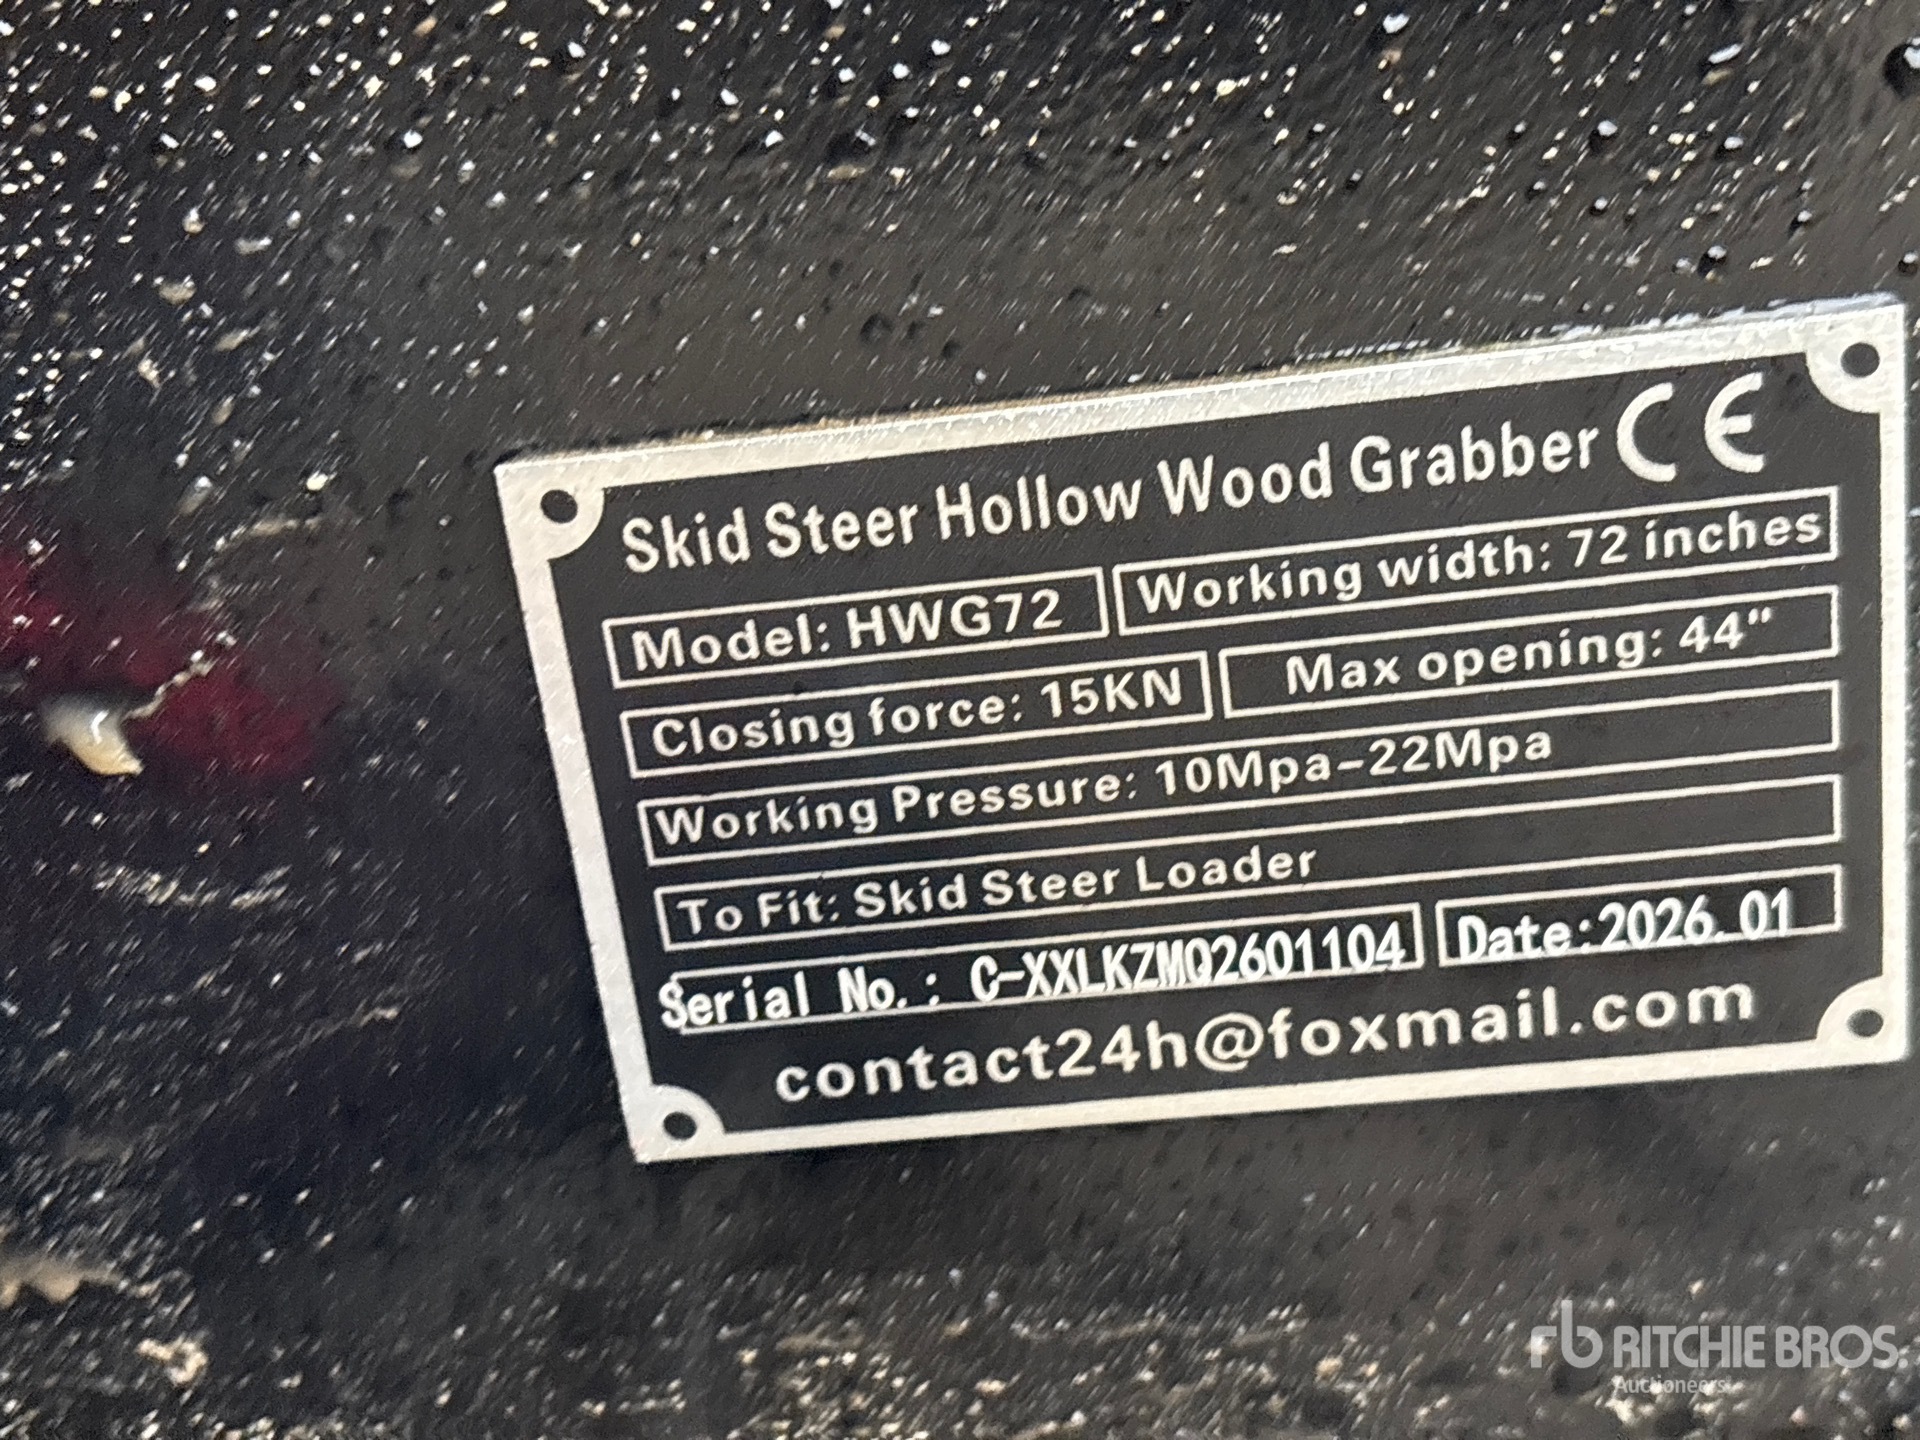 Skid Steer Hollow Wood Grabber CE
Model: HWG72 Working width: 72 inches
Closing force: 15KN Max opening: 44"
Working Pressure: 10Mpa-22Mpa
To Fit: Skid Steer Loader
Serial No.: C-XXLKZMQ2601104 Date:2026.01
contact24h@foxmail.com
rb RITCHIE BROS.
Auctioneers